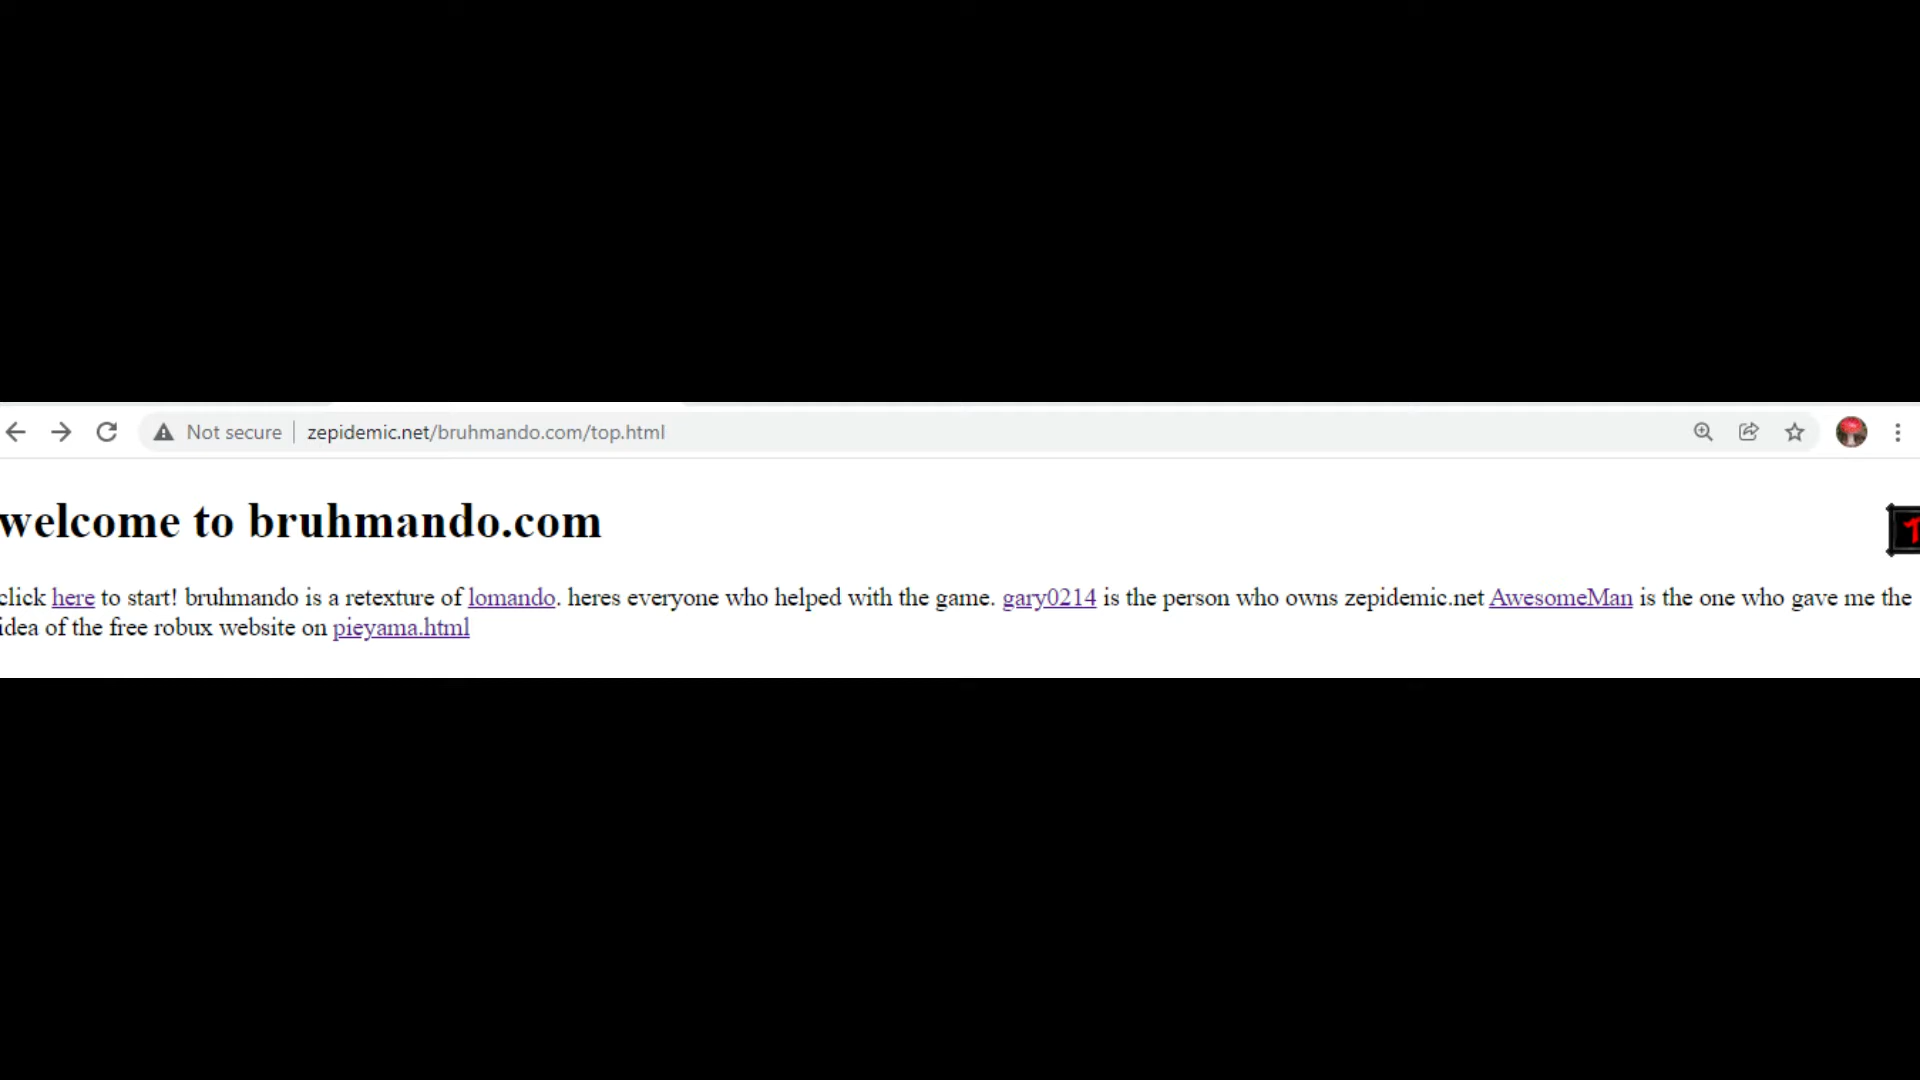 Not secure zepidemic.net/bruhmando.com/top.html
welcome to bruhmando.com
click here to start! bruhmando is a retexture of lomando. heres everyone who helped with the game. gary0214 is the person who owns zepidemic.net AwesomeMan is the one who gave me the
idea of the free robux website on pieyama.html